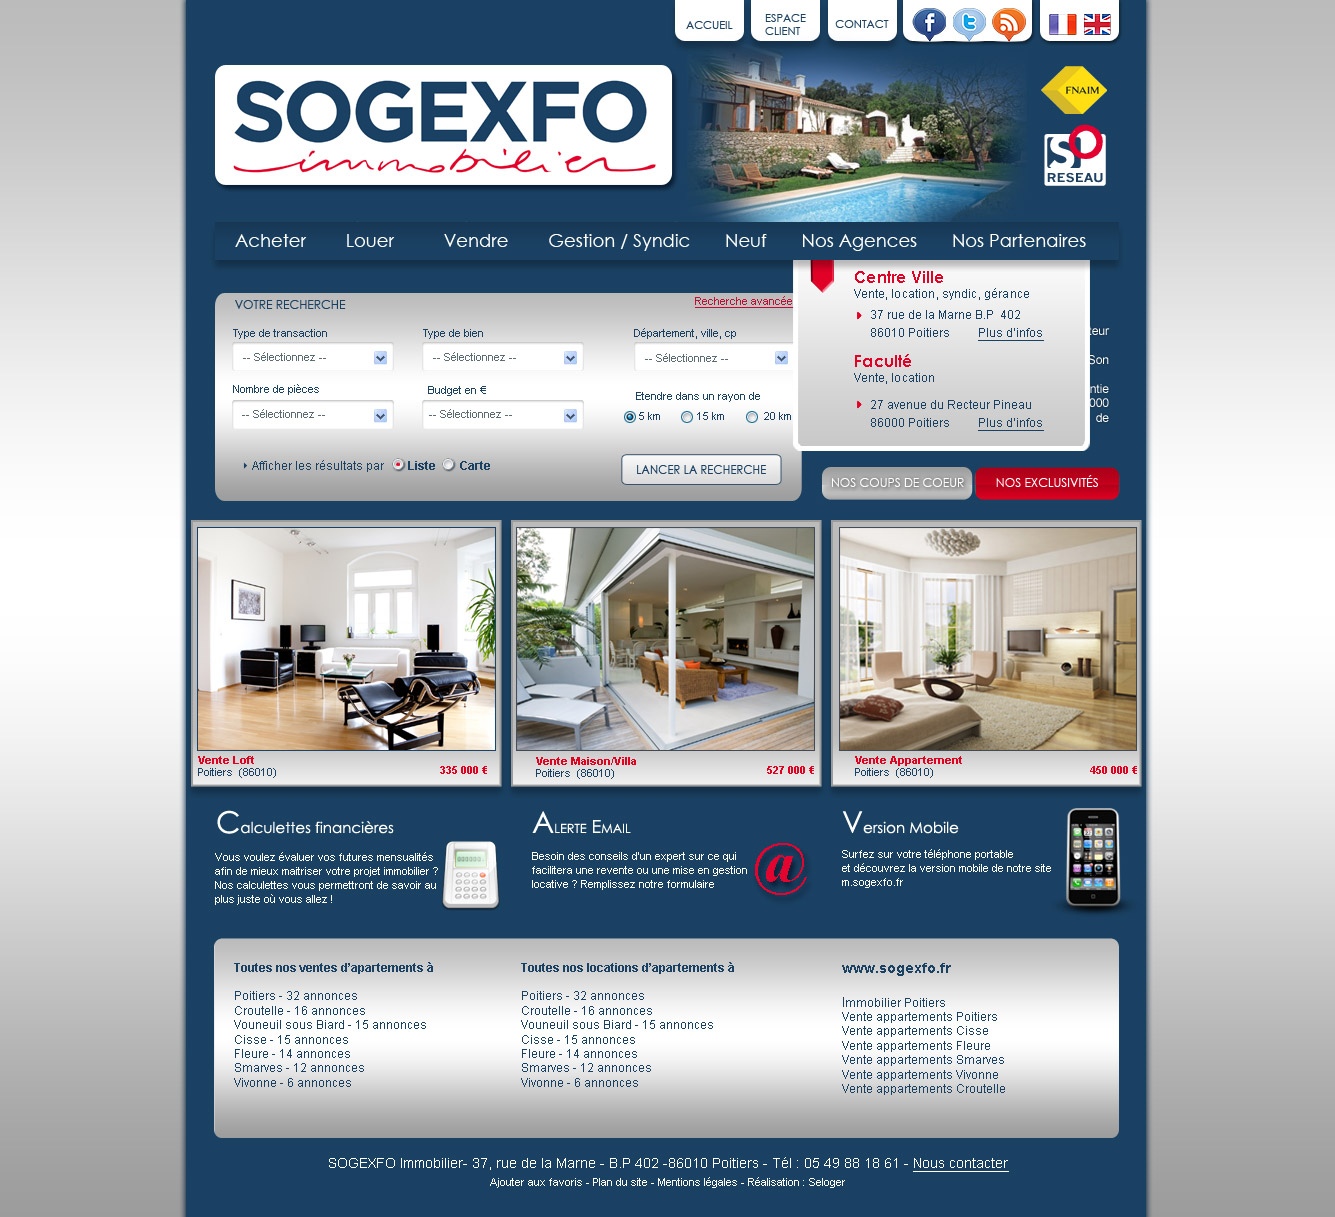 ACCUEIL
ESPACE
CLIENT
CONTACT
SOGEXFO
immobilier
FNAIM
SO
RESEAU
Acheter Louer Vendre Gestion / Syndic Neuf Nos Agences Nos Partenaires
Centre Ville
Vente, location, syndic, gérance
37 rue de la Marne B.P 402
86010 Poitiers Plus d'infos
Faculté
Vente, location
27 avenue du Recteur Pineau
86000 Poitiers Plus d'infos
teur
Son
ntie
000
de
VOTRE RECHERCHE
Recherche avancée
Type de transaction Type de bien Département, ville, cp
-- Sélectionnez -- -- Sélectionnez -- -- Sélectionnez --
Nombre de pièces Budget en € Etendre dans un rayon de
-- Sélectionnez -- -- Sélectionnez -- 5 km 15 km 20 km
Afficher les résultats par Liste Carte
LANCER LA RECHERCHE
NOS COUPS DE COEUR NOS EXCLUSIVITÉS
Vente Loft
Poitiers (86010) 335 000 €
Vente Maison/Villa
Poitiers (86010) 527 000 €
Vente Appartement
Poitiers (86010) 450 000 €
Calculettes financières
Vous voulez évaluer vos futures mensualités
afin de mieux maitriser votre projet immobilier ?
Nos calculettes vous permettront de savoir au
plus juste où vous allez !
ALERTE EMAIL
Besoin des conseils d'un expert sur ce qui
facilitera une revente ou une mise en gestion
locative ? Remplissez notre formulaire
@
Version Mobile
Surfez sur votre téléphone portable
et découvrez la version mobile de notre site
m.sogexfo.fr
Toutes nos ventes d'apartements à
Poitiers - 32 annonces
Croutelle - 16 annonces
Vouneuil sous Biard - 15 annonces
Cisse - 15 annonces
Fleure - 14 annonces
Smarves - 12 annonces
Vivonne - 6 annonces
Toutes nos locations d'apartements à
Poitiers - 32 annonces
Croutelle - 16 annonces
Vouneuil sous Biard - 15 annonces
Cisse - 15 annonces
Fleure - 14 annonces
Smarves - 12 annonces
Vivonne - 6 annonces
www.sogexfo.fr
Immobilier Poitiers
Vente appartements Poitiers
Vente appartements Cisse
Vente appartements Fleure
Vente appartements Smarves
Vente appartements Vivonne
Vente appartements Croutelle
SOGEXFO Immobilier- 37, rue de la Marne - B.P 402 -86010 Poitiers - Tél : 05 49 88 18 61 - Nous contacter
Ajouter aux favoris - Plan du site - Mentions légales - Réalisation : Seloger